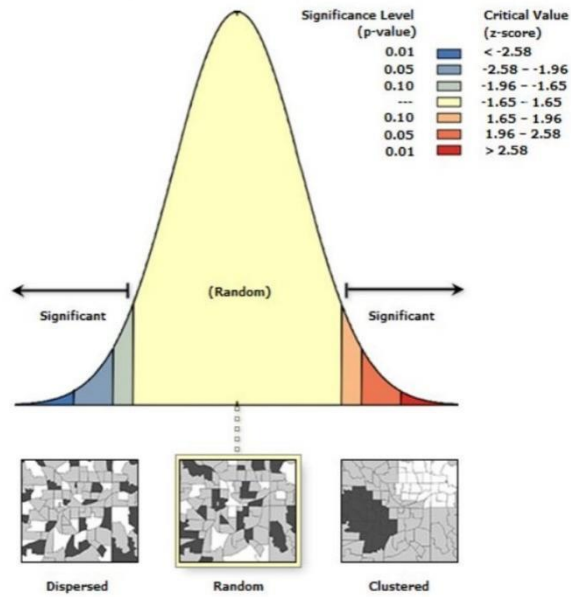 Significance Level Critical Value
(p-value) (z-score)
0.01 < -2.58
0.05 -2.58 – -1.96
0.10 -1.96 – -1.65
--- -1.65 – 1.65
0.10 1.65 – 1.96
0.05 1.96 – 2.58
0.01 > 2.58
(Random)
Significant Significant
Dispersed Random Clustered